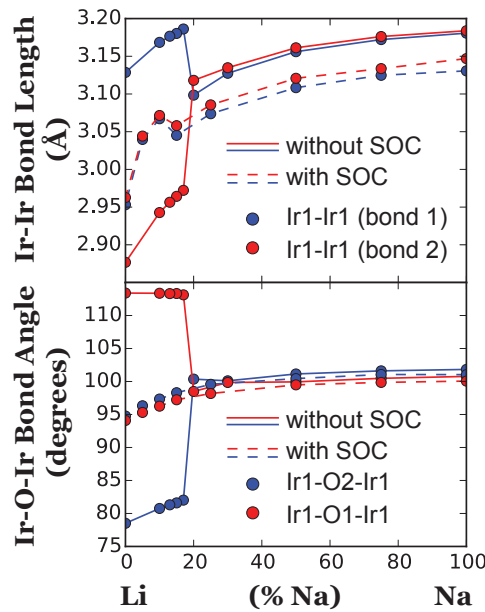 3.20
3.15
3.10
3.05
3.00
2.95
2.90
Ir-Ir Bond Length
(Å)
without SOC
with SOC
Ir1-Ir1 (bond 1)
Ir1-Ir1 (bond 2)
110
105
100
95
90
85
80
75
Ir-O-Ir Bond Angle
(degrees)
without SOC
with SOC
Ir1-O2-Ir1
Ir1-O1-Ir1
0 20 40 60 80 100
Li (% Na) Na